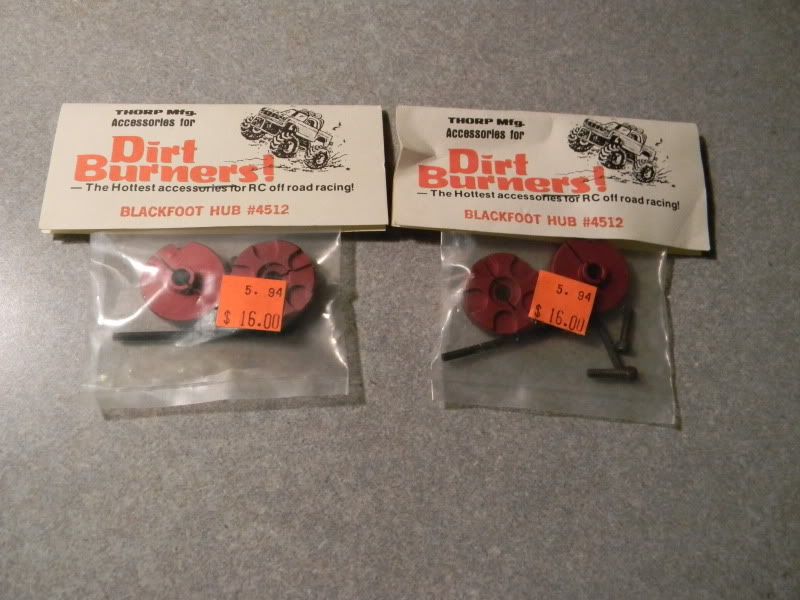 THORP Mfg.
Accessories for
Dirt
Burners!
— The Hottest accessories for RC off road racing!
BLACKFOOT HUB #4512
5. 94
$ 16.00
THORP Mfg.
Accessories for
Dirt
Burners!
— The Hottest accessories for RC off road racing!
BLACKFOOT HUB #4512
5. 94
$ 16.00